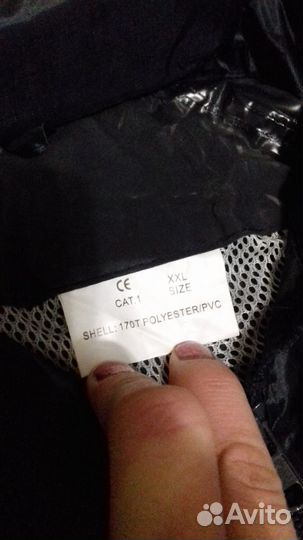 CE XXL
CAT.1 SIZE
SHELL: 170T POLYESTER/PVC
Avito